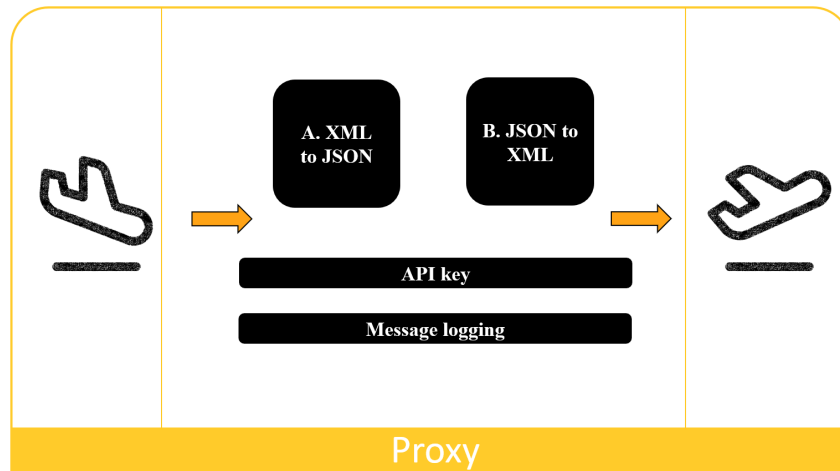 A. XML
to JSON
B. JSON to
XML
API key
Message logging
Proxy